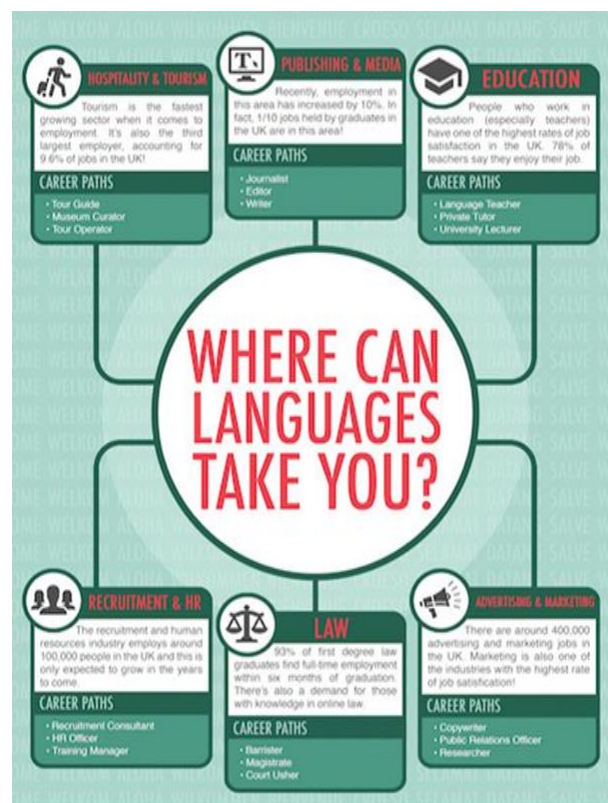 HOSPITALITY & TOURISM
Tourism is the fastest
growing sector when it comes to
employment. It's also the third
largest employer, accounting for
9.6% of jobs in the UK!
CAREER PATHS
• Tour Guide
• Museum Curator
• Tour Operator
T
PUBLISHING & MEDIA
Recently, employment in
this area has increased by 10%. In
fact, 1/10 jobs held by graduates in
the UK are in this area!
CAREER PATHS
• Journalist
• Editor
• Writer
EDUCATION
People who work in
education (especially teachers)
have one of the highest rates of job
satisfaction in the UK. 78% of
teachers say they enjoy their job.
CAREER PATHS
• Language Teacher
• Private Tutor
• University Lecturer
WHERE CAN
LANGUAGES
TAKE YOU?
RECRUITMENT & HR
The recruitment and human
resources industry employs around
100,000 people in the UK and this is
only expected to grow in the years
to come.
CAREER PATHS
• Recruitment Consultant
• HR Officer
• Training Manager
LAW
93% of first degree law
graduates find full-time employment
within six months of graduation.
There's also a demand for those
with knowledge in online law.
CAREER PATHS
• Barrister
• Magistrate
• Court Usher
ADVERTISING & MARKETING
There are around 400,000
advertising and marketing jobs in
the UK. Marketing is also one of
the industries with the highest rate
of job satisfication!
CAREER PATHS
• Copywriter
• Public Relations Officer
• Researcher